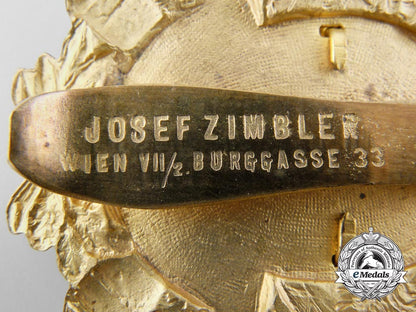 JOSEF ZIMBLER
WIEN VII/2. BURGGASSE 33
eMedals